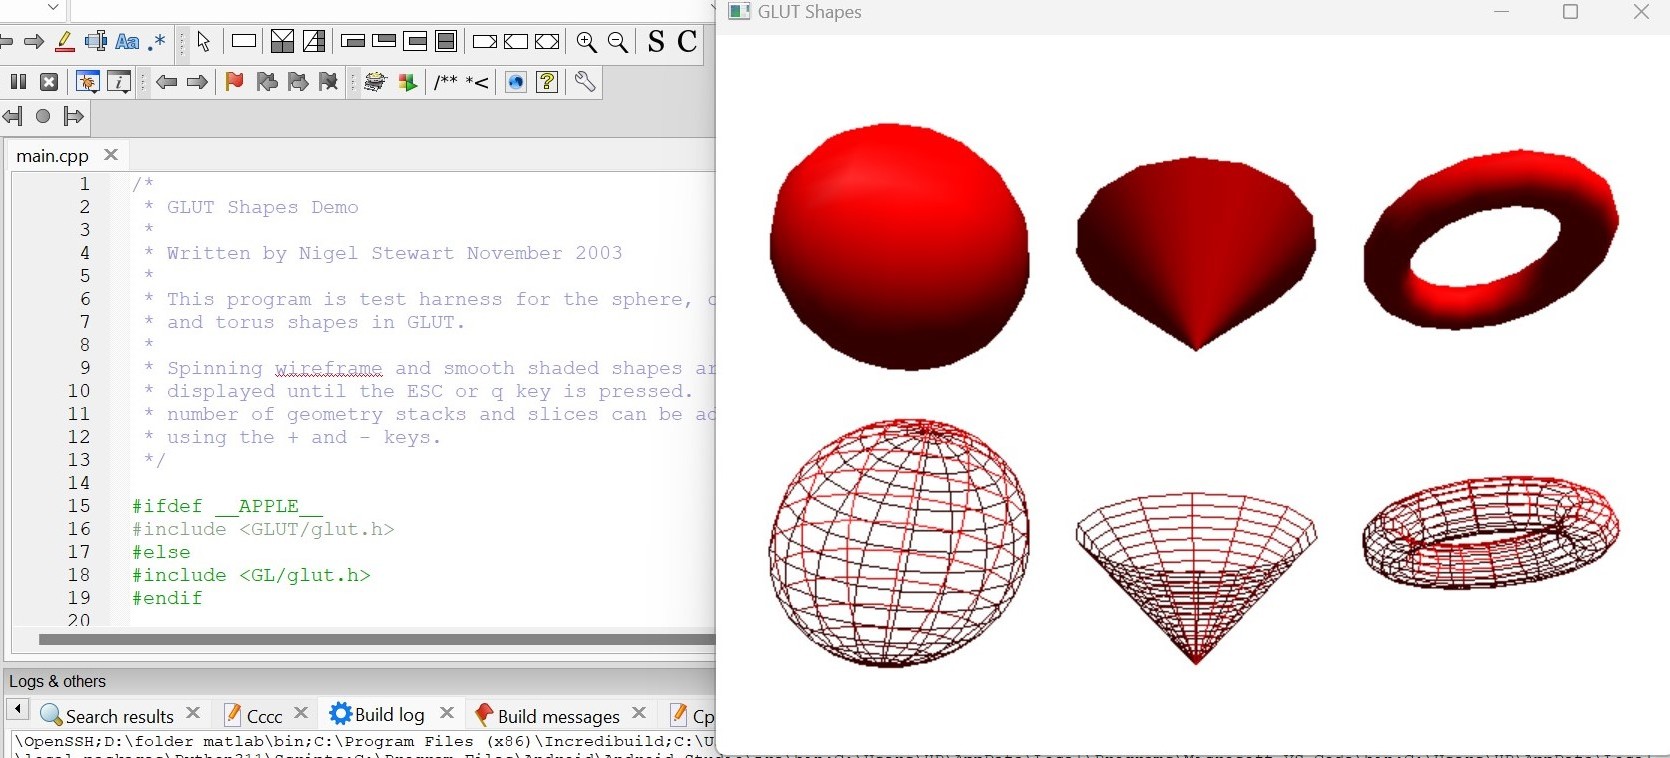 GLUT Shapes
Aa .*
S C
/** *<
main.cpp
1 /*
2 * GLUT Shapes Demo
3 *
4 * Written by Nigel Stewart November 2003
5 *
6 * This program is test harness for the sphere,
7 * and torus shapes in GLUT.
8 *
9 * Spinning wireframe and smooth shaded shapes
10 * displayed until the ESC or q key is pressed.
11 * number of geometry stacks and slices can be
12 * using the + and - keys.
13 */
14
15 #ifdef __APPLE__
16 #include <GLUT/glut.h>
17 #else
18 #include <GL/glut.h>
19 #endif
20
Logs & others
Search results Cccc Build log Build messages Cp
\OpenSSH;D:\folder matlab\bin;C:\Program Files (x86)\Incredibuild;C:\U